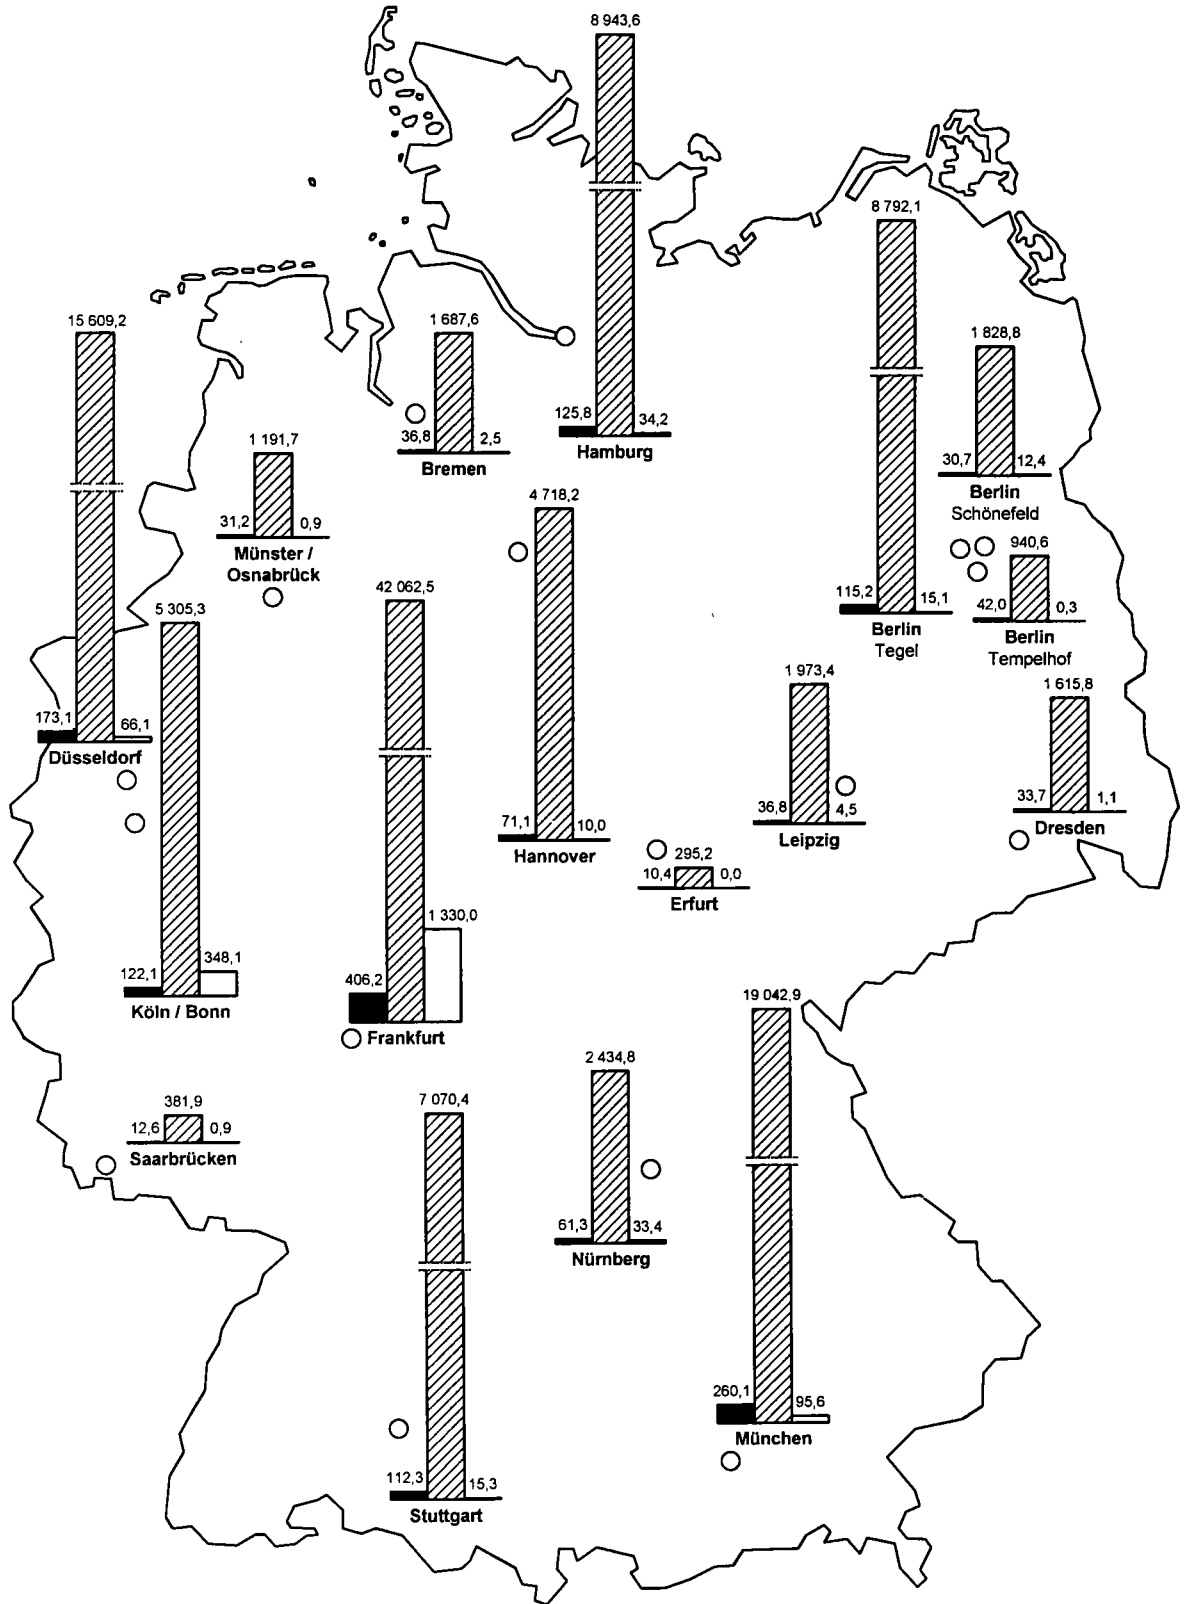 8 943,6
125,8
34,2
Hamburg
8 792,1
115,2
15,1
Berlin
Tegel
1 828,8
30,7
12,4
Berlin
Schönefeld
940,6
42,0
0,3
Berlin
Tempelhof
15 609,2
173,1
66,1
Düsseldorf
1 687,6
36,8
2,5
Bremen
1 191,7
31,2
0,9
Münster /
Osnabrück
4 718,2
71,1
10,0
Hannover
5 305,3
122,1
348,1
Köln / Bonn
42 062,5
406,2
1 330,0
Frankfurt
1 973,4
36,8
4,5
Leipzig
1 615,8
33,7
1,1
Dresden
295,2
10,4
0,0
Erfurt
381,9
12,6
0,9
Saarbrücken
7 070,4
112,3
15,3
Stuttgart
2 434,8
61,3
33,4
Nürnberg
19 042,9
260,1
95,6
München